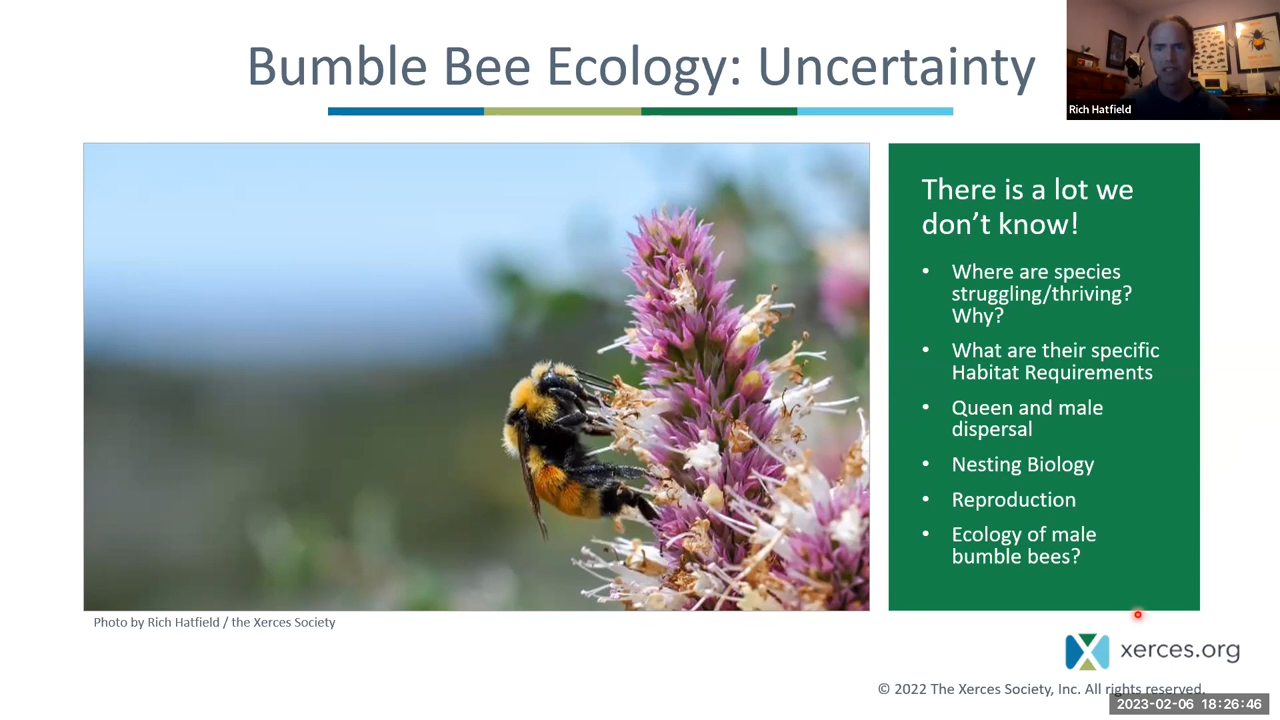 Bumble Bee Ecology: Uncertainty
Rich Hatfield
There is a lot we
don't know!
• Where are species
struggling/thriving?
Why?
• What are their specific
Habitat Requirements
• Queen and male
dispersal
• Nesting Biology
• Reproduction
• Ecology of male
bumble bees?
Photo by Rich Hatfield / the Xerces Society
xerces.org
© 2022 The Xerces Society, Inc. All rights reserved.
2023-02-06 18:26:46